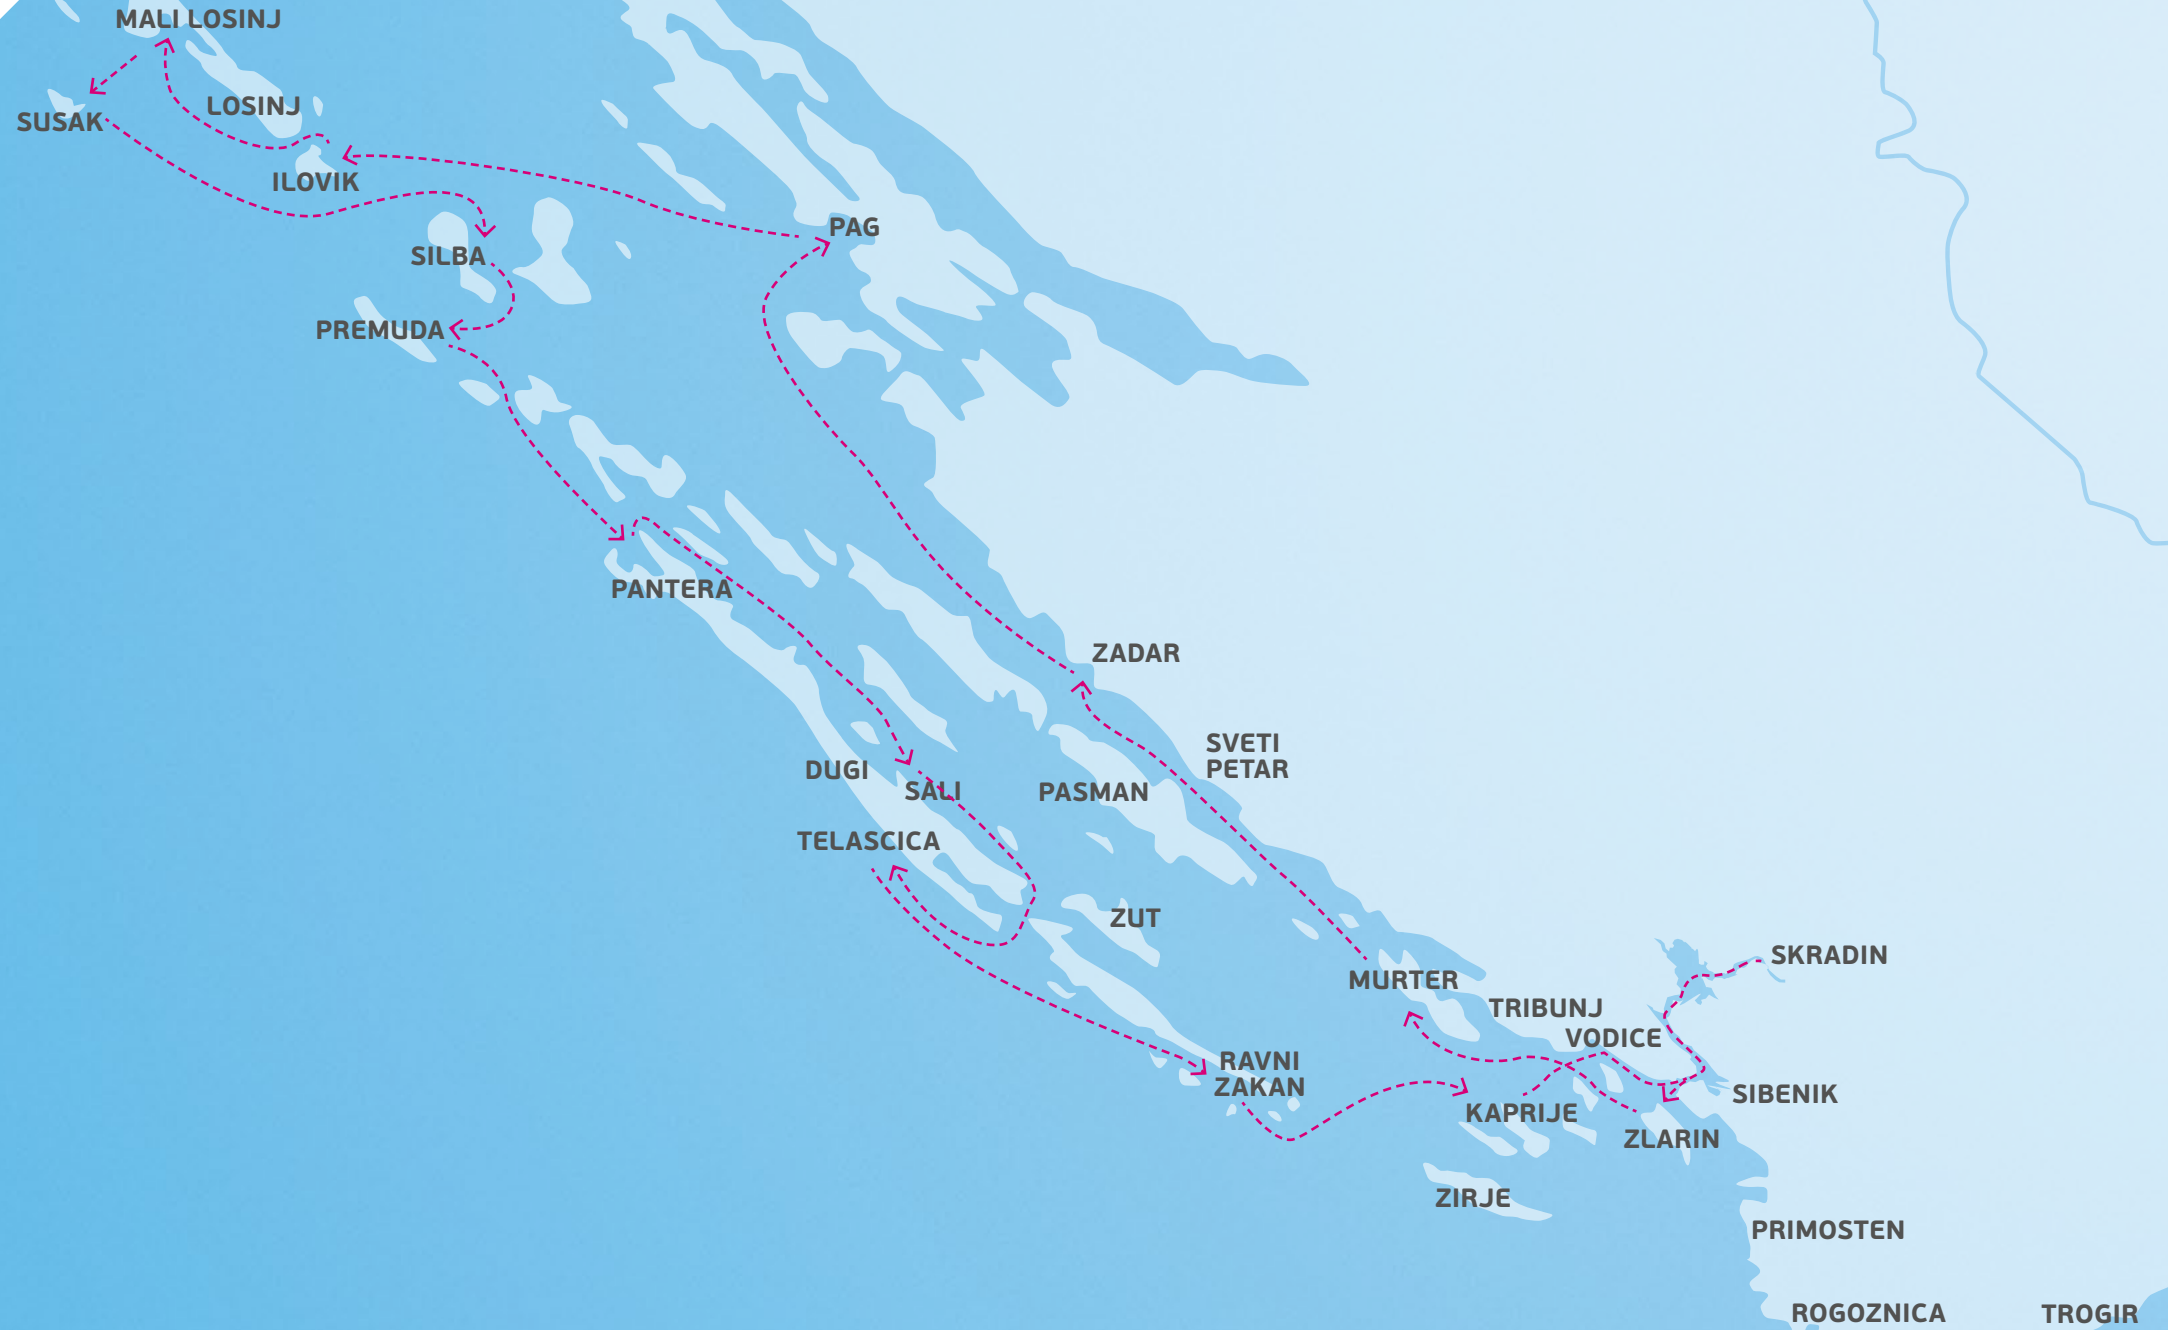 MALI LOSINJ
LOSINJ
SUSAK
ILOVIK
PAG
SILBA
PREMUDA
PANTERA
ZADAR
SVETI
PETAR
DUGI
SALI
PASMAN
TELASCICA
ZUT
SKRADIN
MURTER
TRIBUNJ
VODICE
RAVNI
ZAKAN
SIBENIK
KAPRIJE
ZLARIN
ZIRJE
PRIMOSTEN
ROGOZNICA
TROGIR